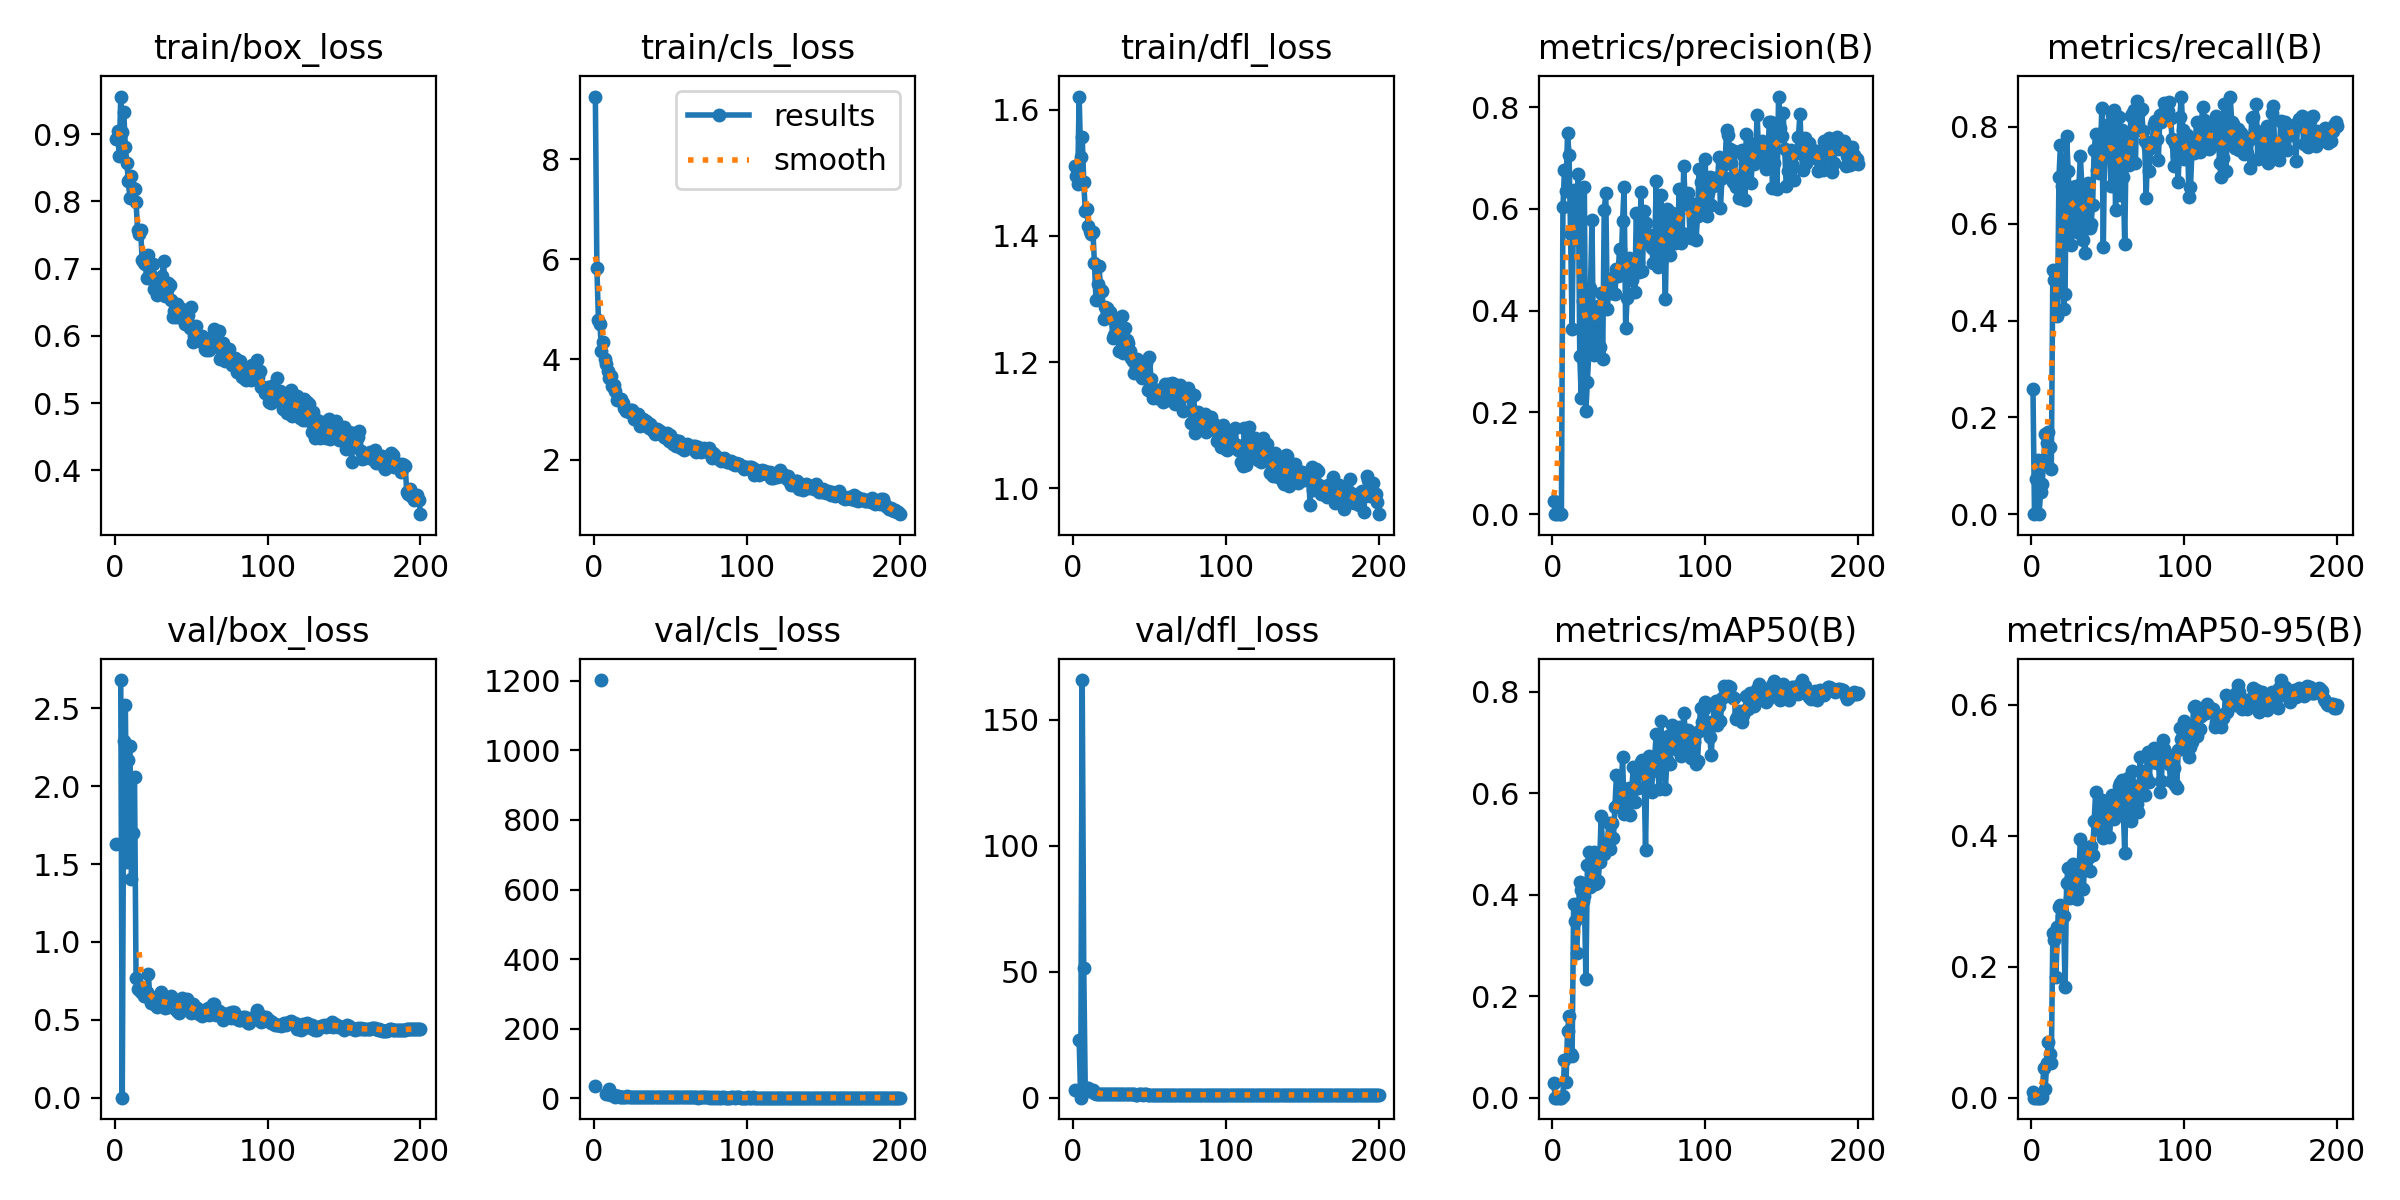 train/box_loss
0.9
0.8
0.7
0.6
0.5
0.4
0 100 200
train/cls_loss
results
smooth
8
6
4
2
0 100 200
train/dfl_loss
1.6
1.4
1.2
1.0
0 100 200
metrics/precision(B)
0.8
0.6
0.4
0.2
0.0
0 100 200
metrics/recall(B)
0.8
0.6
0.4
0.2
0.0
0 100 200
val/box_loss
2.5
2.0
1.5
1.0
0.5
0.0
0 100 200
val/cls_loss
1200
1000
800
600
400
200
0
0 100 200
val/dfl_loss
150
100
50
0
0 100 200
metrics/mAP50(B)
0.8
0.6
0.4
0.2
0.0
0 100 200
metrics/mAP50-95(B)
0.6
0.4
0.2
0.0
0 100 200